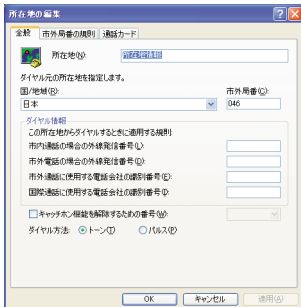 所在地の編集
全般 市外局番の規則 通話カード
所在地(N): 所在地情報
ダイヤル元の所在地を指定します。
国/地域(R): 市外局番(C):
日本 046
ダイヤル情報
この所在地からダイヤルするときに適用する規則:
市内通話の場合の外線発信番号(L):
市外電話の場合の外線発信番号(O):
市外通話に使用する電話会社の識別番号(E):
国際通話に使用する電話会社の識別番号(I):
キャッチホン機能を解除するための番号(W):
ダイヤル方法: トーン(T) パルス(P)
OK キャンセル 適用(A)